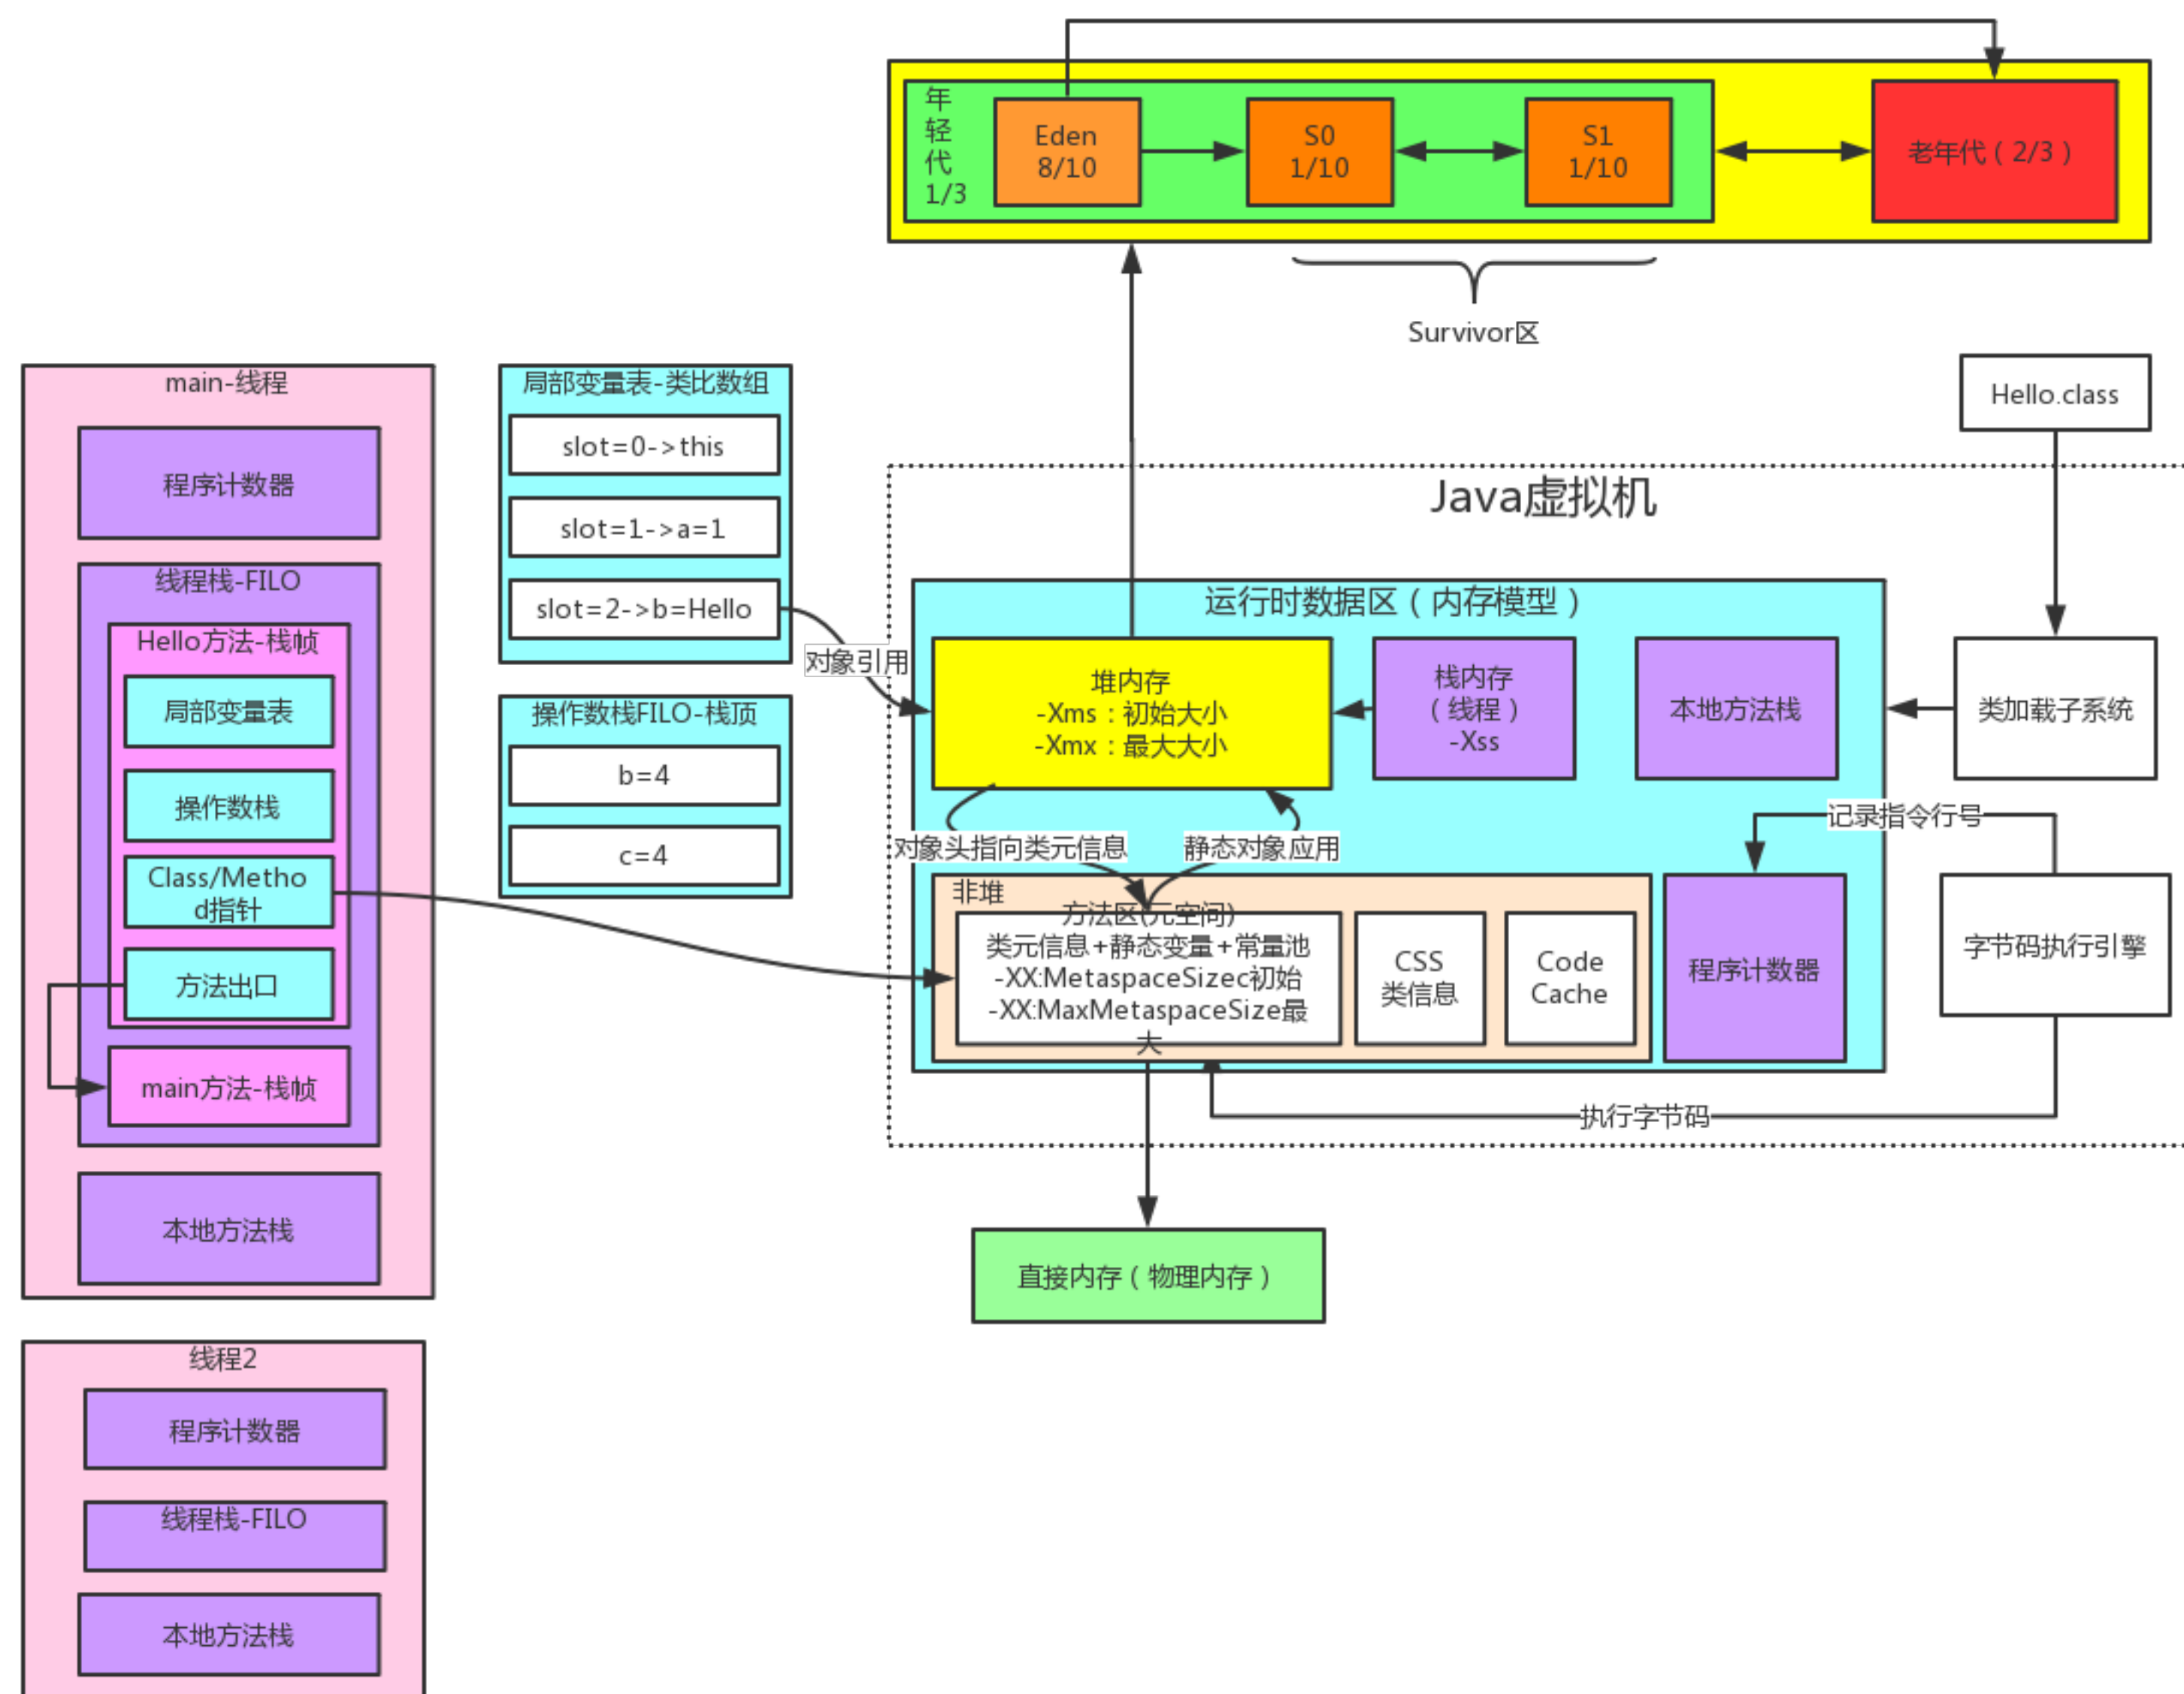 年
轻
代
1/3
Eden
8/10
S0
1/10
S1
1/10
老年代（2/3）
Survivor区
Hello.class
main-线程
程序计数器
线程栈-FILO
Hello方法-栈帧
局部变量表
操作数栈
Class/Metho
d指针
方法出口
main方法-栈帧
本地方法栈
线程2
程序计数器
线程栈-FILO
本地方法栈
局部变量表-类比数组
slot=0->this
slot=1->a=1
slot=2->b=Hello
对象引用
操作数栈FILO-栈顶
b=4
c=4
Java虚拟机
运行时数据区（内存模型）
堆内存
-Xms：初始大小
-Xmx：最大大小
栈内存
（线程）
-Xss
本地方法栈
类加载子系统
对象头指向类元信息
静态对象应用
记录指令行号
非堆
方法区(元空间)
类元信息+静态变量+常量池
-XX:MetaspaceSizec初始
-XX:MaxMetaspaceSize最
大
CSS
类信息
Code
Cache
程序计数器
字节码执行引擎
执行字节码
直接内存（物理内存）